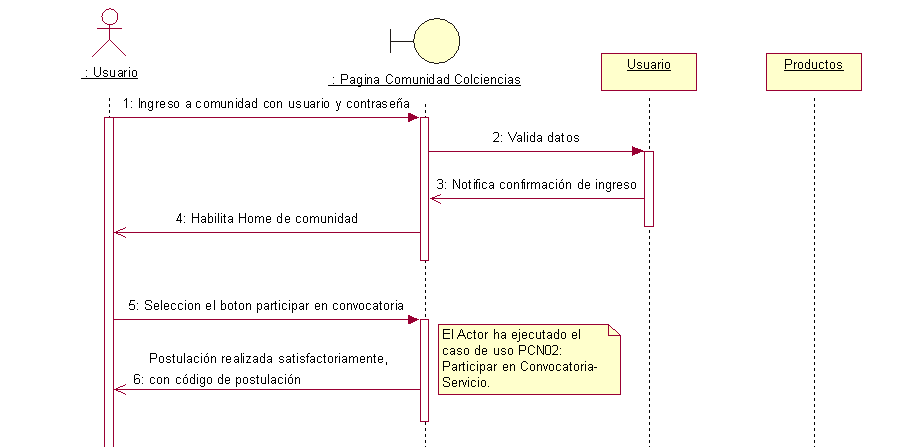 : Usuario
: Pagina Comunidad Colciencias
Usuario
Productos
1: Ingreso a comunidad con usuario y contraseña
2: Valida datos
3: Notifica confirmación de ingreso
4: Habilita Home de comunidad
5: Seleccion el boton participar en convocatoria
El Actor ha ejecutado el
caso de uso PCN02:
Participar en Convocatoria-
Servicio.
Postulación realizada satisfactoriamente,
6: con código de postulación